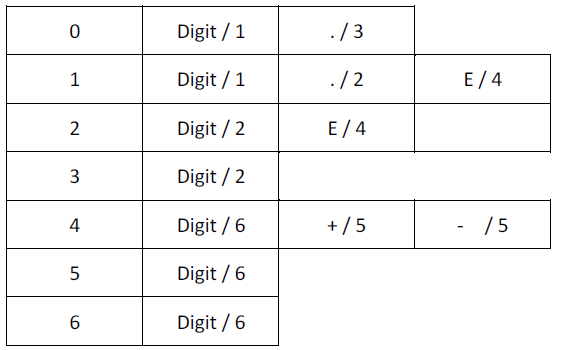 0 Digit / 1 . / 3
1 Digit / 1 . / 2 E / 4
2 Digit / 2 E / 4
3 Digit / 2
4 Digit / 6 + / 5 - / 5
5 Digit / 6
6 Digit / 6